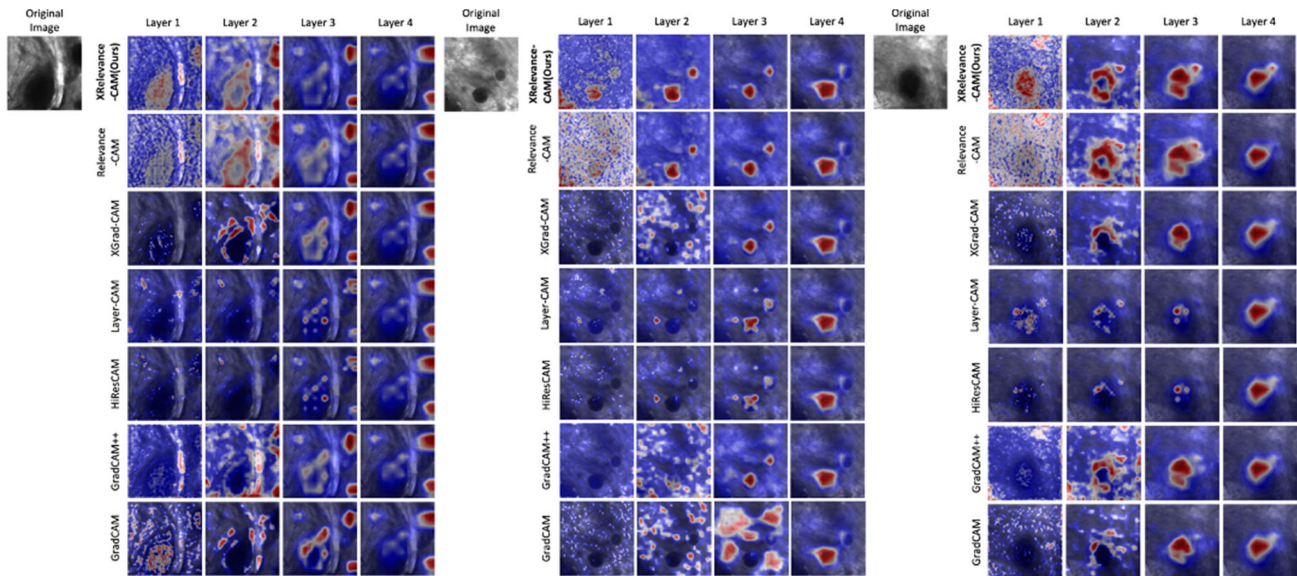 Original
Image
Layer 1 Layer 2 Layer 3 Layer 4
XRelevance
-CAM(Ours)
Relevance
-CAM
XGrad-CAM
Layer-CAM
HiResCAM
GradCAM++
GradCAM
Original
Image
Layer 1 Layer 2 Layer 3 Layer 4
XRelevance-
CAM(Ours)
Relevance
-CAM
XGrad-CAM
Layer-CAM
HiResCAM
GradCAM++
GradCAM
Original
Image
Layer 1 Layer 2 Layer 3 Layer 4
XRelevance
-CAM(Ours)
Relevance
-CAM
XGrad-CAM
Layer-CAM
HiResCAM
GradCAM++
GradCAM